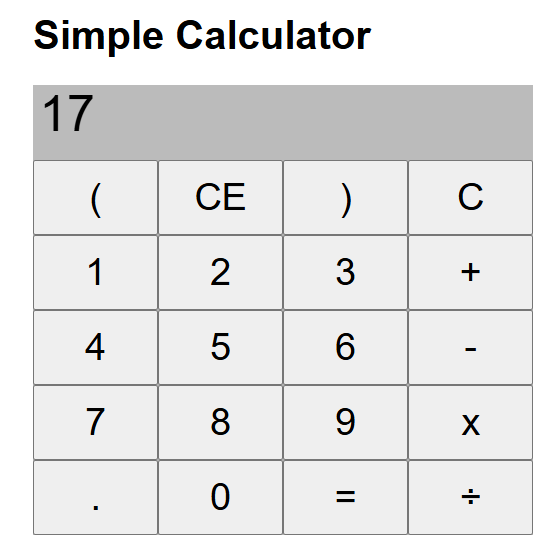 Simple Calculator
17
( CE ) C
1 2 3 +
4 5 6 -
7 8 9 x
. 0 = ÷